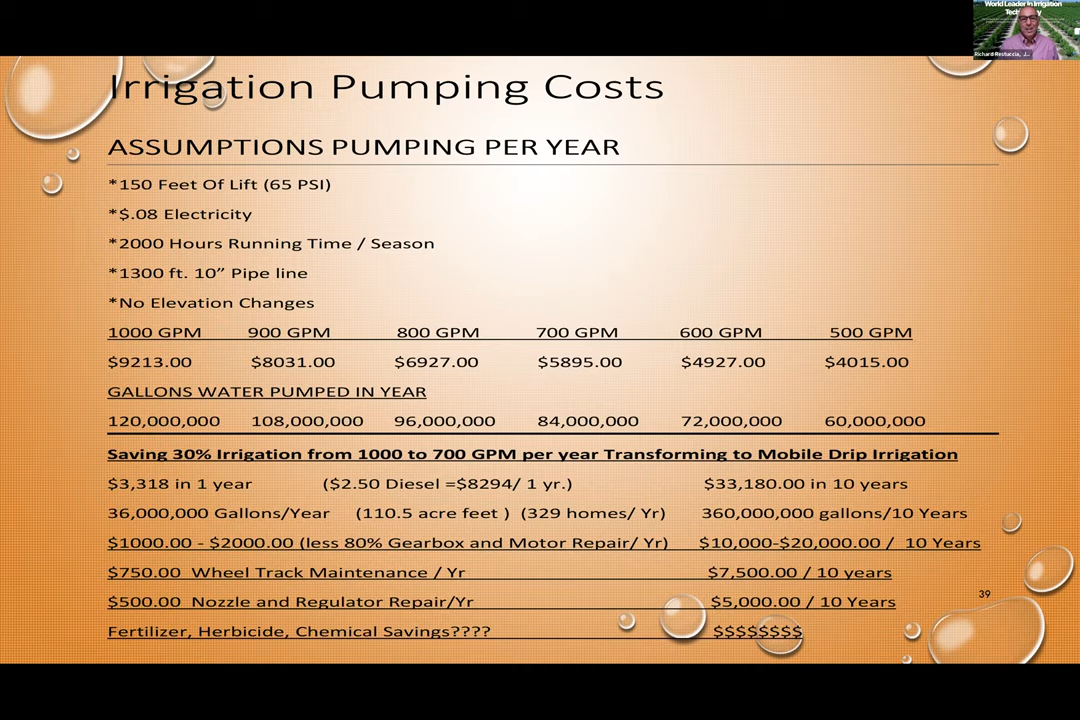 World Leader in Irrigation
Richard Restuccia, J...
Irrigation Pumping Costs
ASSUMPTIONS PUMPING PER YEAR
*150 Feet Of Lift (65 PSI)
*$.08 Electricity
*2000 Hours Running Time / Season
*1300 ft. 10” Pipe line
*No Elevation Changes
1000 GPM 900 GPM 800 GPM 700 GPM 600 GPM 500 GPM
$9213.00 $8031.00 $6927.00 $5895.00 $4927.00 $4015.00
GALLONS WATER PUMPED IN YEAR
120,000,000 108,000,000 96,000,000 84,000,000 72,000,000 60,000,000
Saving 30% Irrigation from 1000 to 700 GPM per year Transforming to Mobile Drip Irrigation
$3,318 in 1 year ($2.50 Diesel =$8294/ 1 yr.) $33,180.00 in 10 years
36,000,000 Gallons/Year (110.5 acre feet ) (329 homes/ Yr) 360,000,000 gallons/10 Years
$1000.00 - $2000.00 (less 80% Gearbox and Motor Repair/ Yr) $10,000-$20,000.00 / 10 Years
$750.00 Wheel Track Maintenance / Yr $7,500.00 / 10 years
39
$500.00 Nozzle and Regulator Repair/Yr $5,000.00 / 10 Years
Fertilizer, Herbicide, Chemical Savings???? $$$$$$$$